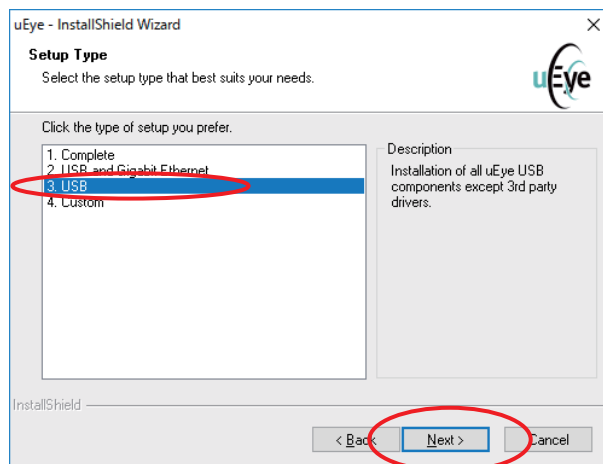 uEye - InstallShield Wizard
Setup Type
Select the setup type that best suits your needs.
uEye
Click the type of setup you prefer.
1. Complete
2. USB and Gigabit Ethernet
3. USB
4. Custom
Description
Installation of all uEye USB
components except 3rd party
drivers.
InstallShield
< Back
Next >
Cancel